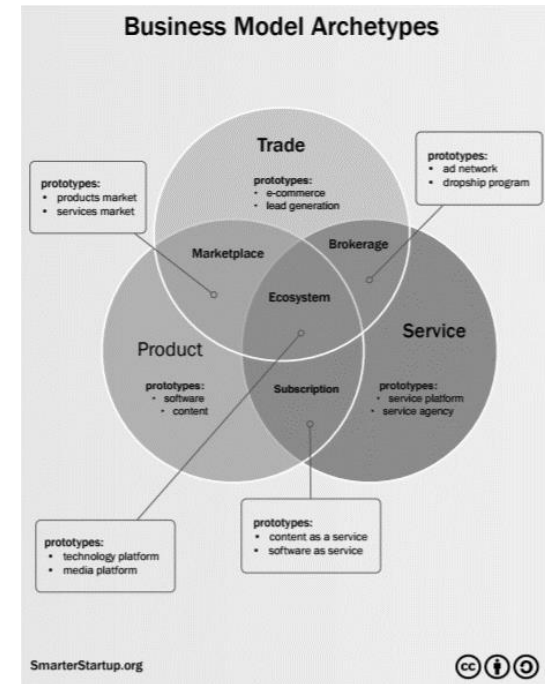 Business Model Archetypes
Trade
prototypes:
• e-commerce
• lead generation
prototypes:
• ad network
• dropship program
prototypes:
• products market
• services market
Marketplace
Brokerage
Ecosystem
Product
prototypes:
• software
• content
Service
prototypes:
• service platform
• service agency
Subscription
prototypes:
• technology platform
• media platform
prototypes:
• content as a service
• software as service
SmarterStartup.org
cc